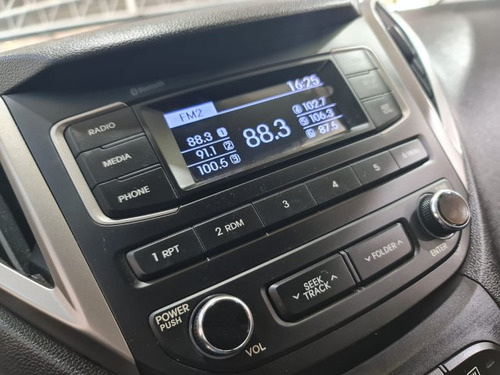 Bluetooth
16:25
FM2
RADIO
88.3 1
91.1 2
100.5 3
88.3
4 102.7
5 106.3
6 87.5
MEDIA
PHONE
1 RPT
2 RDM
3
4
5
POWER
PUSH
VOL
∨ SEEK ∧
TRACK
∨ FOLDER ∧
ENTER